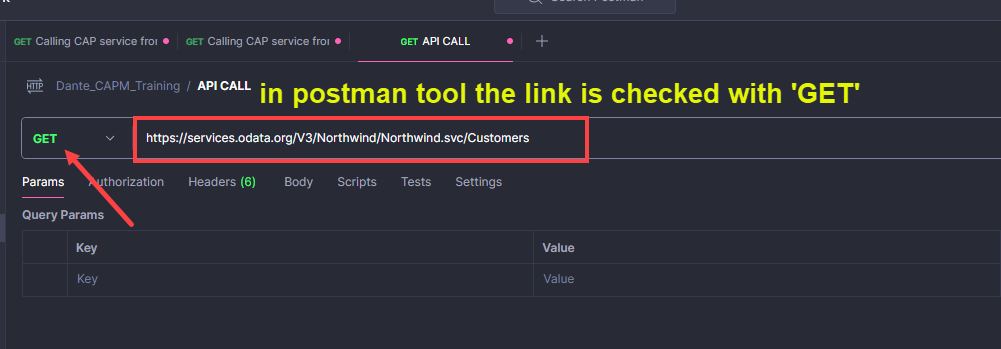 Search Postman
GET Calling CAP service froi
GET Calling CAP service froi
GET API CALL
HTTP Dante_CAPM_Training / API CALL
in postman tool the link is checked with 'GET'
GET
https://services.odata.org/V3/Northwind/Northwind.svc/Customers
Params Authorization Headers (6) Body Scripts Tests Settings
Query Params
Key Value
Key Value